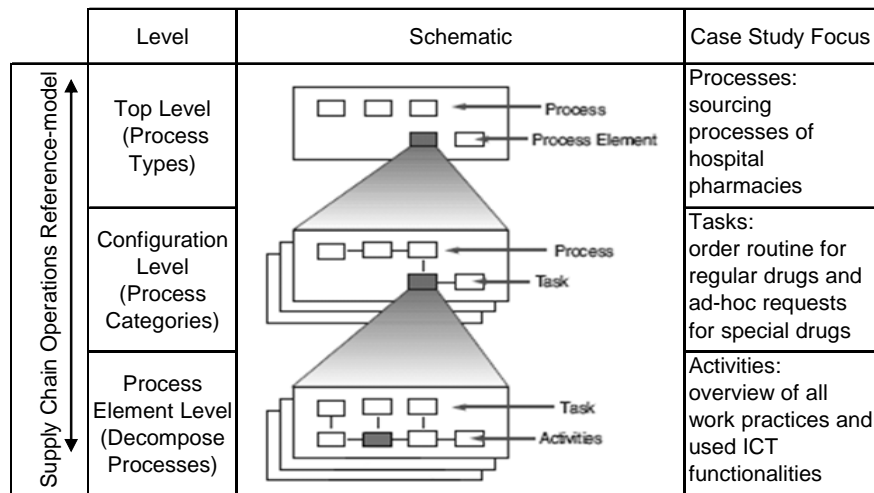 Level
Schematic
Case Study Focus
Supply Chain Operations Reference-model
Top Level
(Process
Types)
Process
Process Element
Processes:
sourcing
processes of
hospital
pharmacies
Configuration
Level
(Process
Categories)
Process
Task
Tasks:
order routine for
regular drugs and
ad-hoc requests
for special drugs
Process
Element Level
(Decompose
Processes)
Task
Activities
Activities:
overview of all
work practices and
used ICT
functionalities